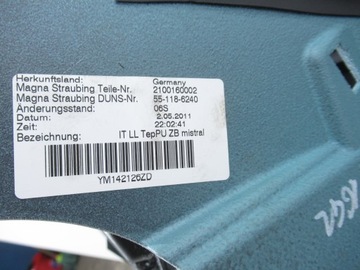 Herkunftsland: Germany
Magna Straubing Teile-Nr. 2100160002
Magna Straubing DUNS-Nr. 55-118-6240
Änderungsstand: 06S
Datum: 2.05.2011
Zeit: 22:02:41
Bezeichnung: IT LL TepPU ZB mistral
YM142126ZD